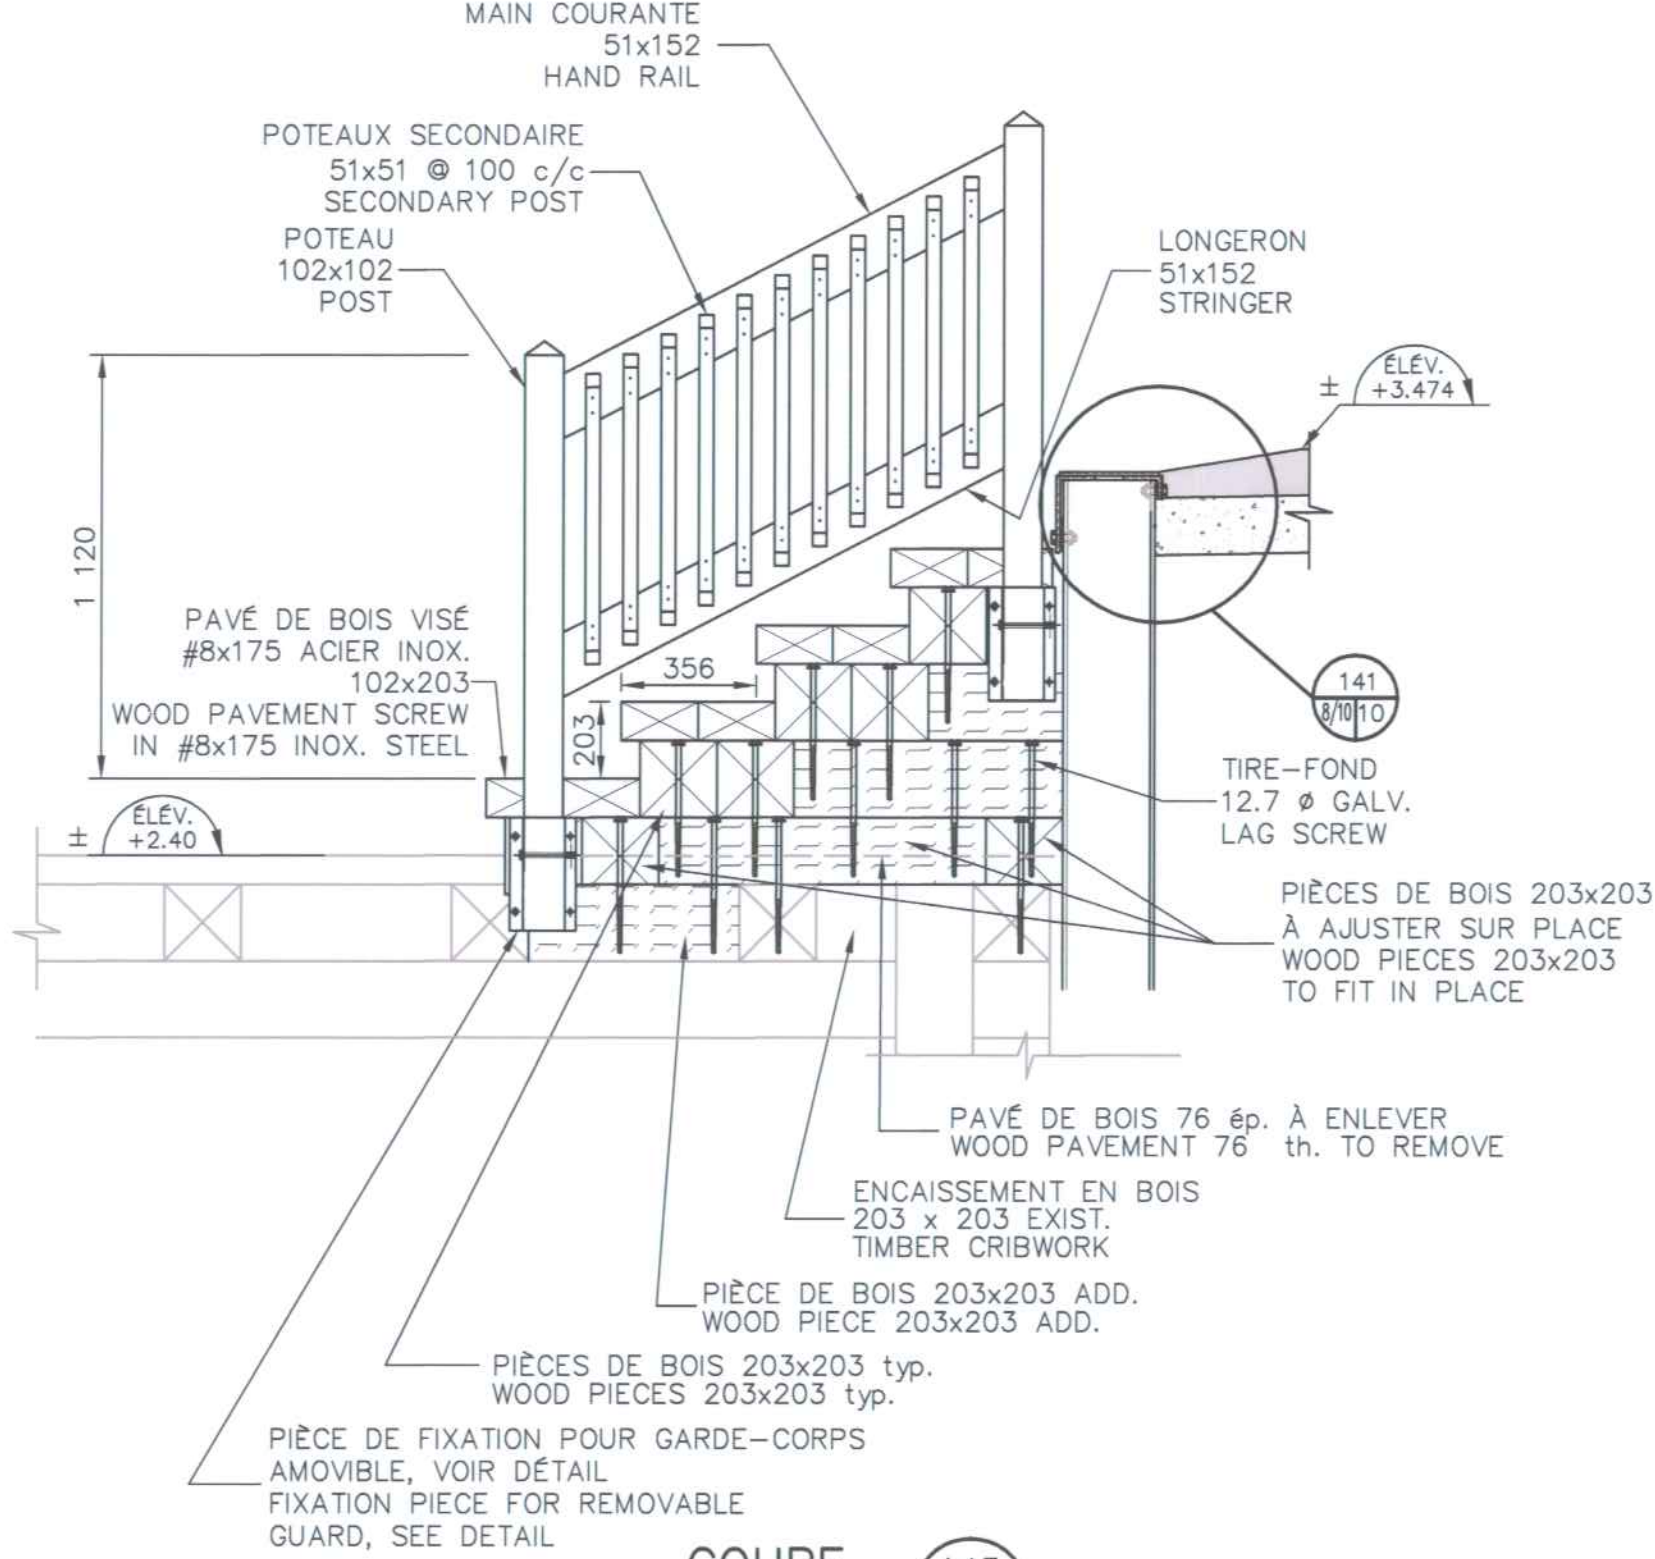 MAIN COURANTE
51x152
HAND RAIL
POTEAUX SECONDAIRE
51x51 @ 100 c/c
SECONDARY POST
POTEAU
102x102
POST
LONGERON
51x152
STRINGER
ÉLÉV.
± +3.474
1 120
PAVÉ DE BOIS VISÉ
#8x175 ACIER INOX.
102x203
WOOD PAVEMENT SCREW
IN #8x175 INOX. STEEL
356
203
141
8/10 10
TIRE-FOND
12.7 ø GALV.
LAG SCREW
ÉLÉV.
± +2.40
PIÈCES DE BOIS 203x203
À AJUSTER SUR PLACE
WOOD PIECES 203x203
TO FIT IN PLACE
PAVÉ DE BOIS 76 ép. À ENLEVER
WOOD PAVEMENT 76 th. TO REMOVE
ENCAISSEMENT EN BOIS
203 x 203 EXIST.
TIMBER CRIBWORK
PIÈCE DE BOIS 203x203 ADD.
WOOD PIECE 203x203 ADD.
PIÈCES DE BOIS 203x203 typ.
WOOD PIECES 203x203 typ.
PIÈCE DE FIXATION POUR GARDE-CORPS
AMOVIBLE, VOIR DÉTAIL
FIXATION PIECE FOR REMOVABLE
GUARD, SEE DETAIL
COUPE